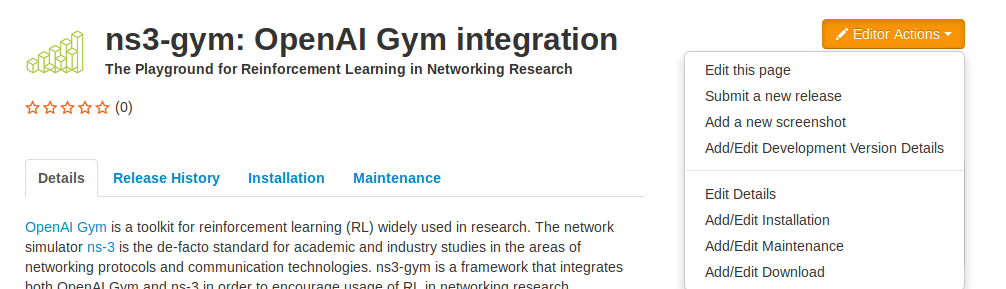 ns3-gym: OpenAI Gym integration
The Playground for Reinforcement Learning in Networking Research
(0)
Details Release History Installation Maintenance
OpenAI Gym is a toolkit for reinforcement learning (RL) widely used in research. The network
simulator ns-3 is the de-facto standard for academic and industry studies in the areas of
networking protocols and communication technologies. ns3-gym is a framework that integrates
both OpenAI Gym and ns-3 in order to encourage usage of RL in networking research.
Editor Actions
Edit this page
Submit a new release
Add a new screenshot
Add/Edit Development Version Details
Edit Details
Add/Edit Installation
Add/Edit Maintenance
Add/Edit Download